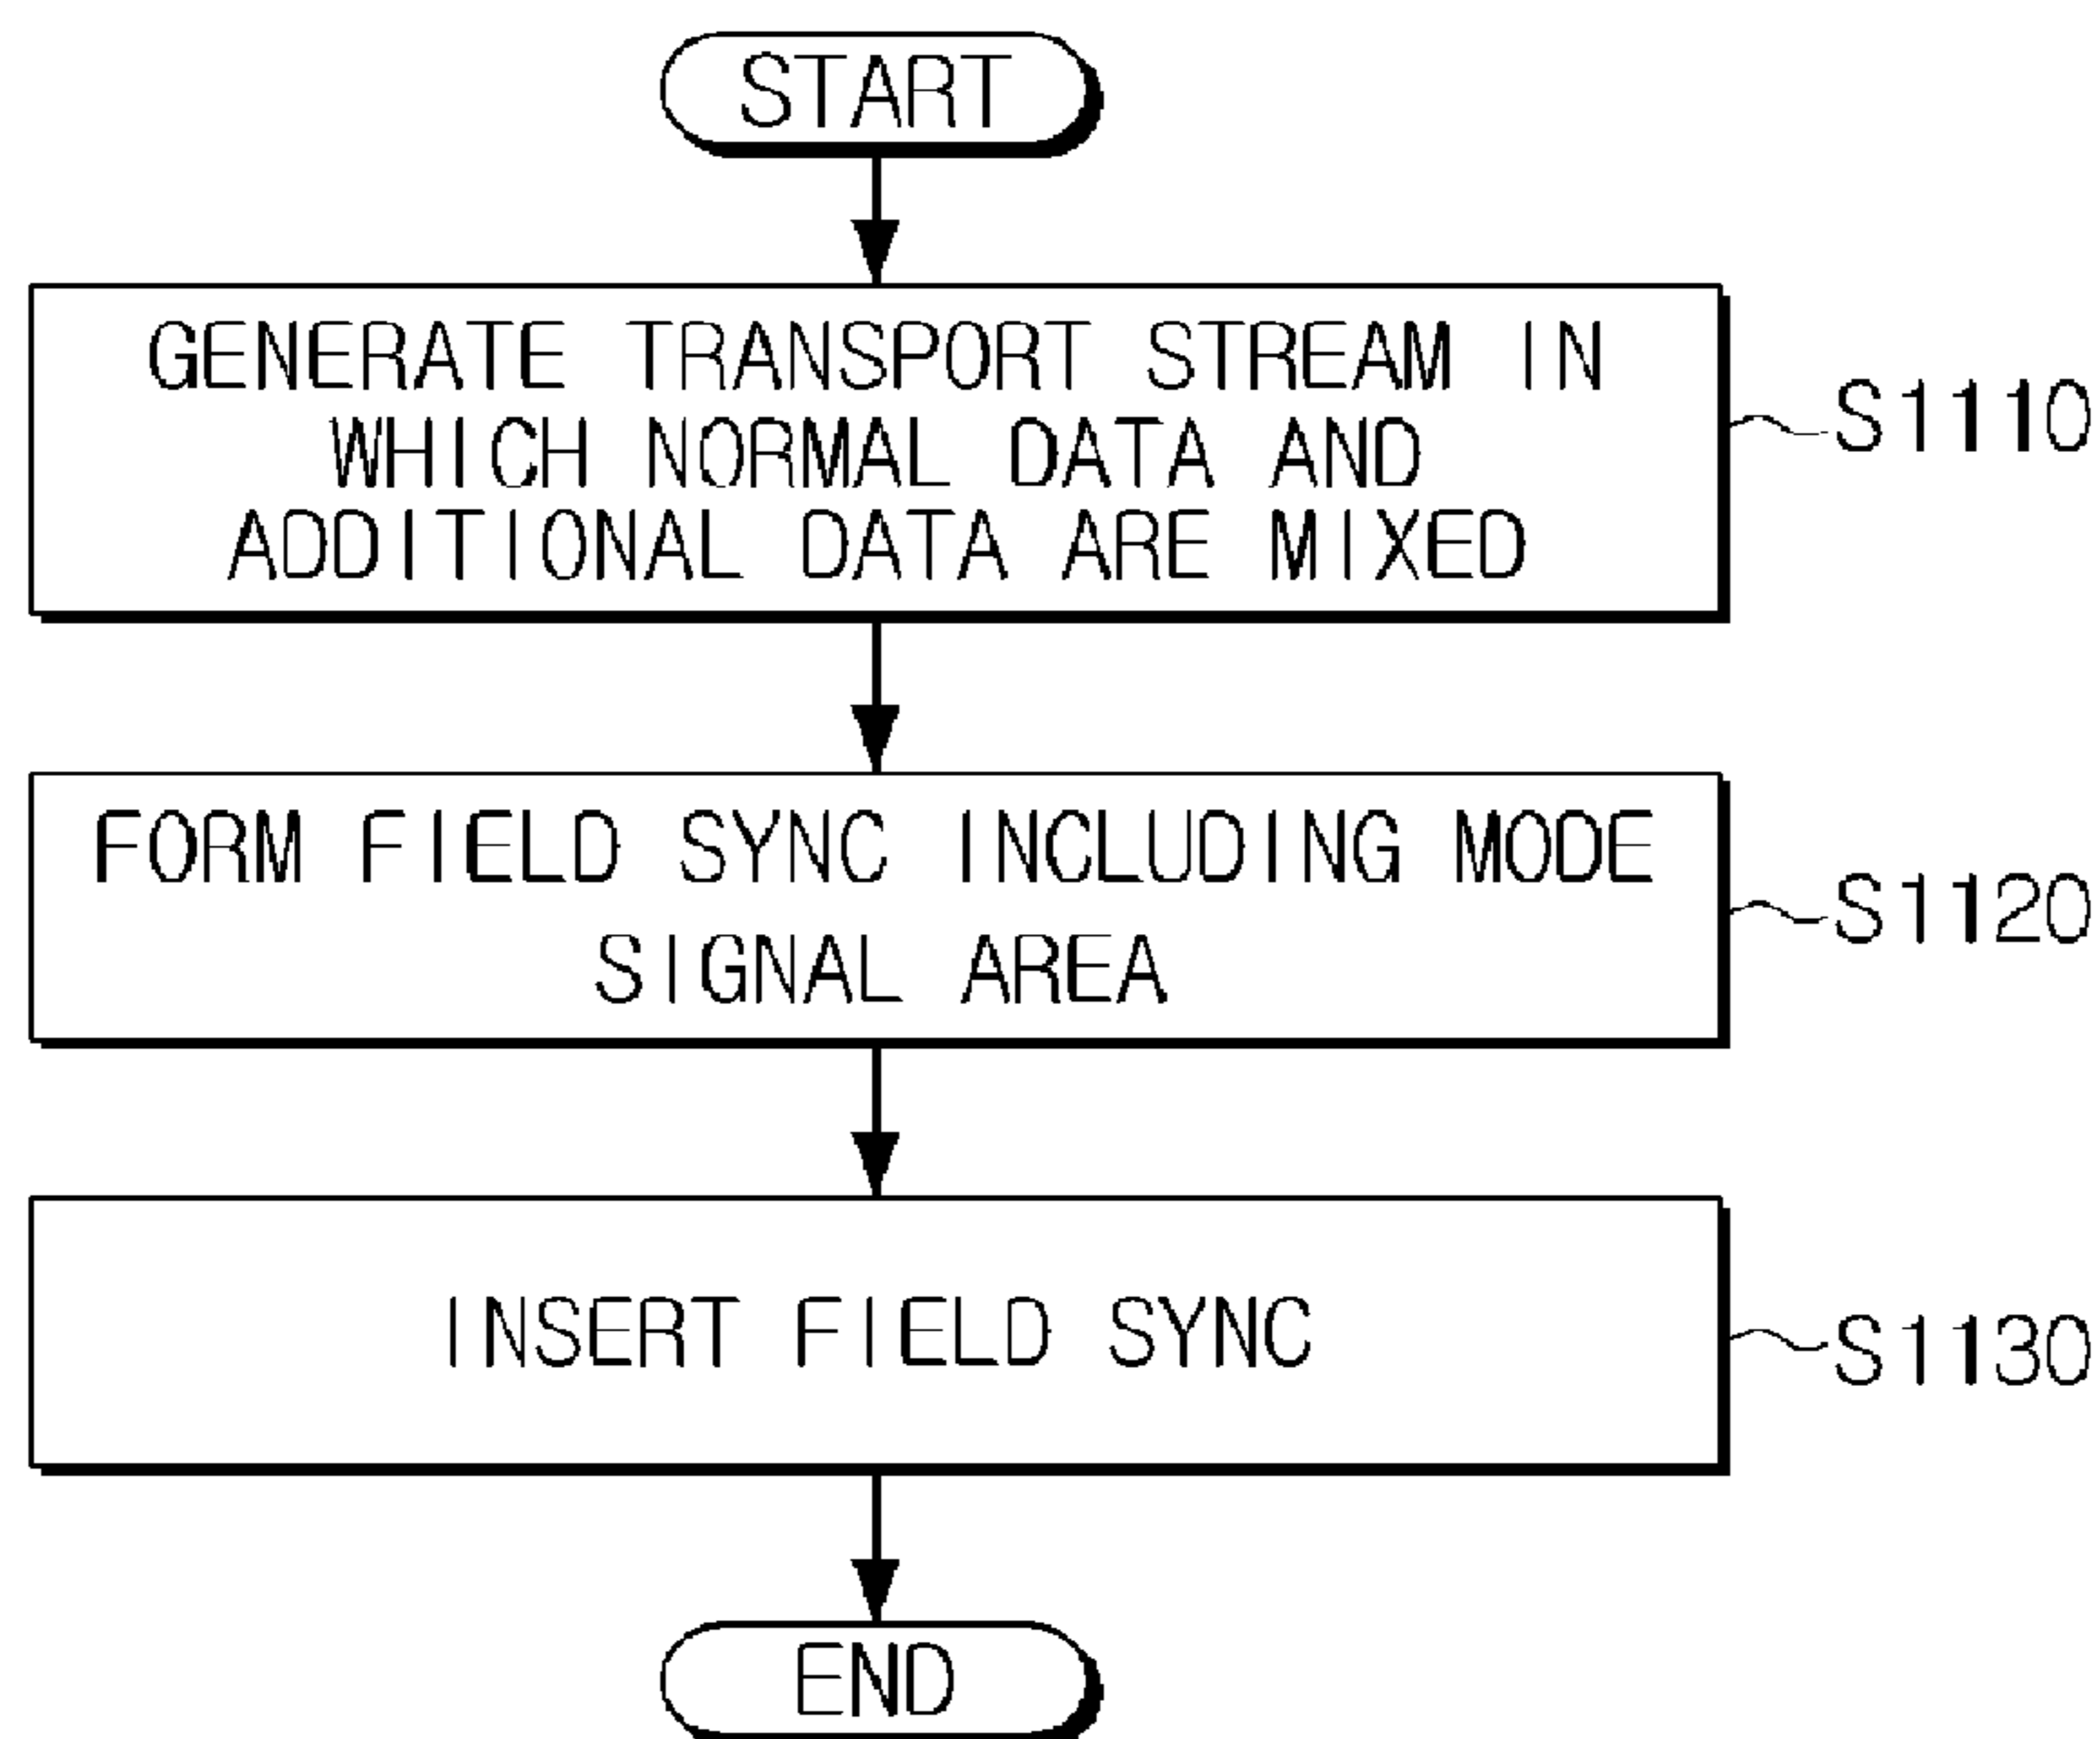 START
GENERATE TRANSPORT STREAM IN
WHICH NORMAL DATA AND
ADDITIONAL DATA ARE MIXED
S1110
FORM FIELD SYNC INCLUDING MODE
SIGNAL AREA
S1120
INSERT FIELD SYNC
S1130
END